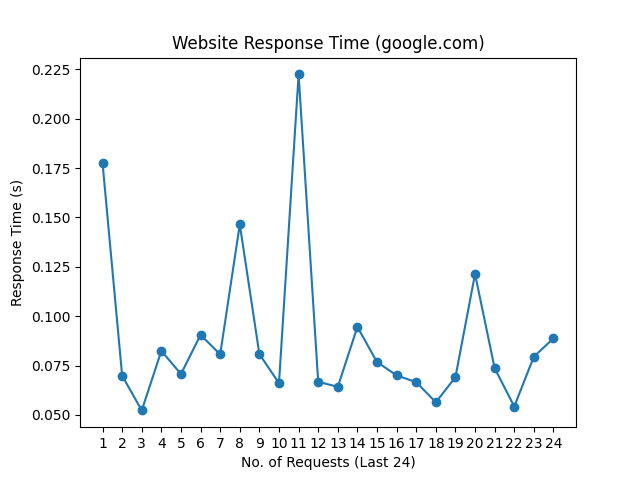 Website Response Time (google.com)
0.225
0.200
0.175
0.150
0.125
0.100
0.075
0.050
Response Time (s)
1 2 3 4 5 6 7 8 9 10 11 12 13 14 15 16 17 18 19 20 21 22 23 24
No. of Requests (Last 24)